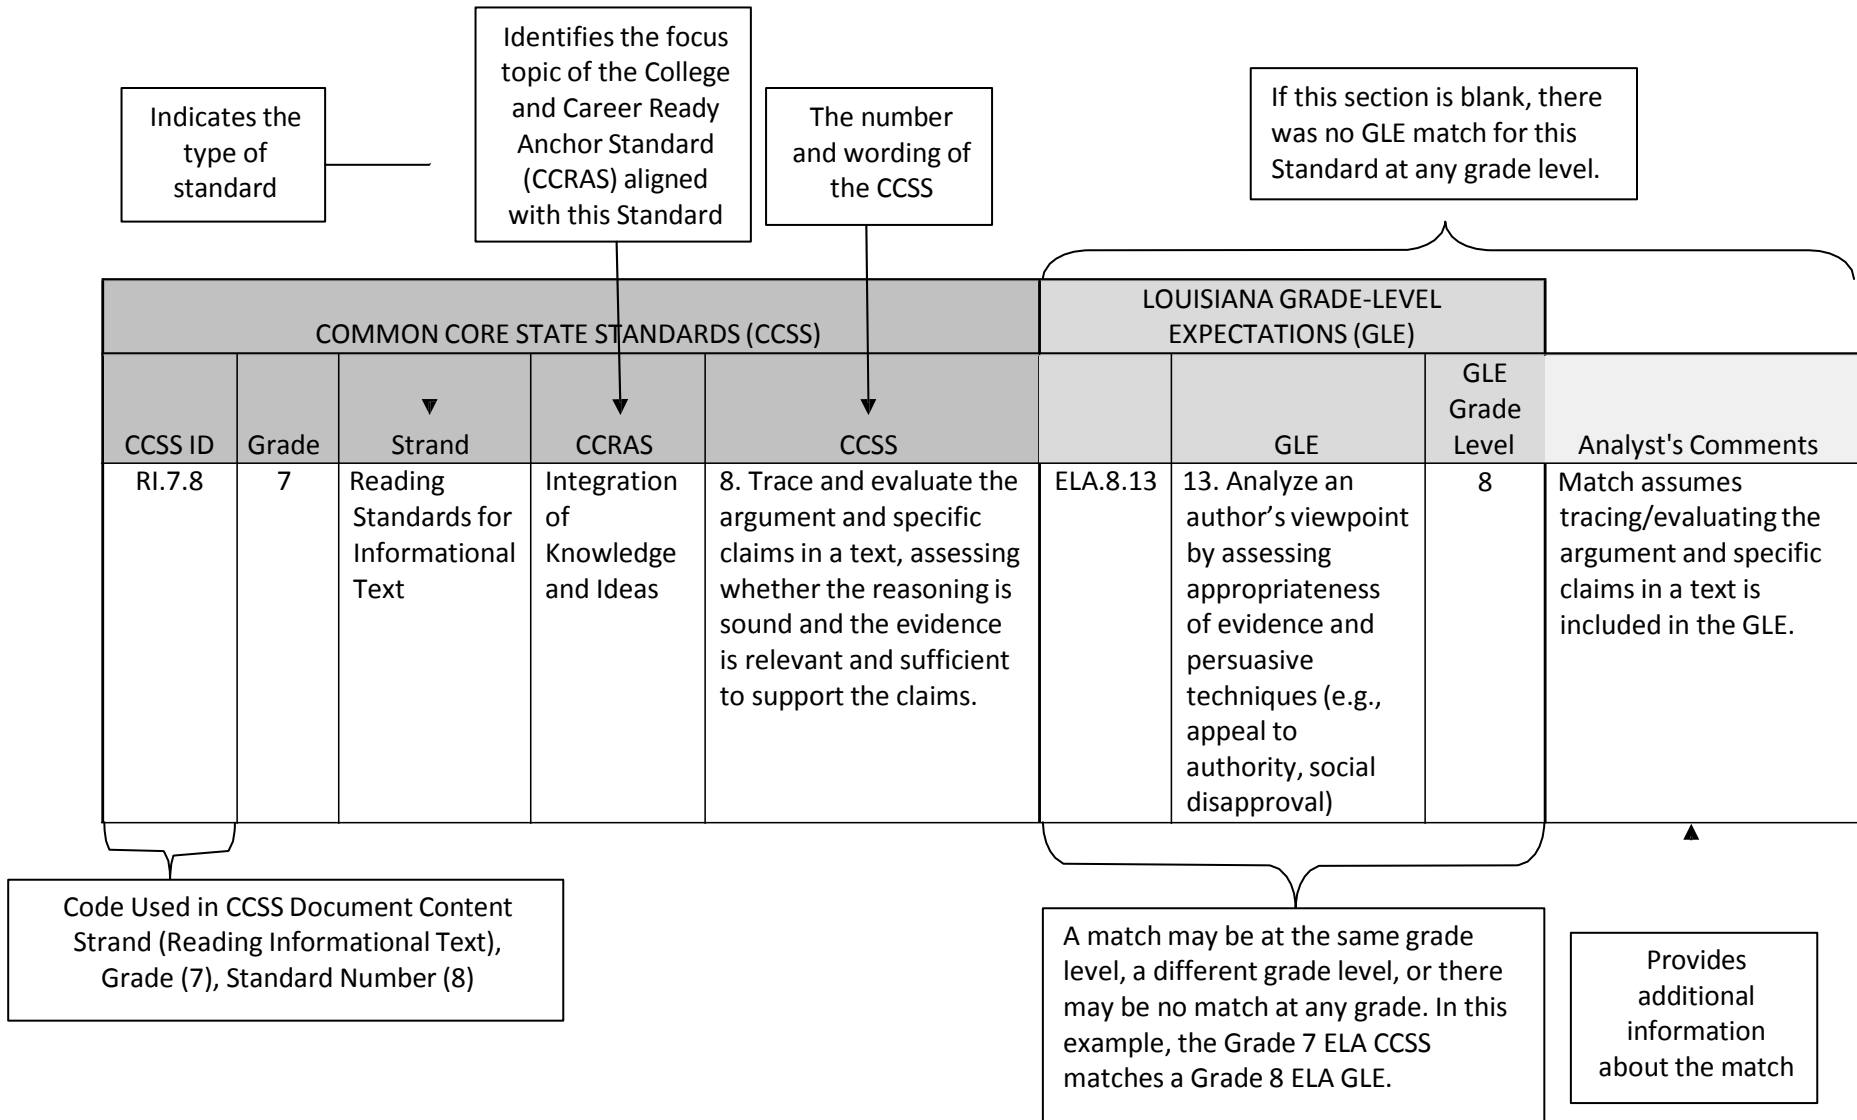 Identifies the focus
topic of the College
and Career Ready
Anchor Standard
(CCRAS) aligned
with this Standard
Indicates the
type of
standard
The number
and wording of
the CCSS
If this section is blank, there
was no GLE match for this
Standard at any grade level.
COMMON CORE STATE STANDARDS (CCSS)
LOUISIANA GRADE-LEVEL
EXPECTATIONS (GLE)
CCSS ID
Grade
Strand
CCRAS
CCSS
GLE
GLE
Grade
Level
Analyst's Comments
RI.7.8
7
Reading
Standards for
Informational
Text
Integration
of
Knowledge
and Ideas
8. Trace and evaluate the
argument and specific
claims in a text, assessing
whether the reasoning is
sound and the evidence
is relevant and sufficient
to support the claims.
ELA.8.13
13. Analyze an
author’s viewpoint
by assessing
appropriateness
of evidence and
persuasive
techniques (e.g.,
appeal to
authority, social
disapproval)
8
Match assumes
tracing/evaluating the
argument and specific
claims in a text is
included in the GLE.
Code Used in CCSS Document Content
Strand (Reading Informational Text),
Grade (7), Standard Number (8)
A match may be at the same grade
level, a different grade level, or there
may be no match at any grade. In this
example, the Grade 7 ELA CCSS
matches a Grade 8 ELA GLE.
Provides
additional
information
about the match